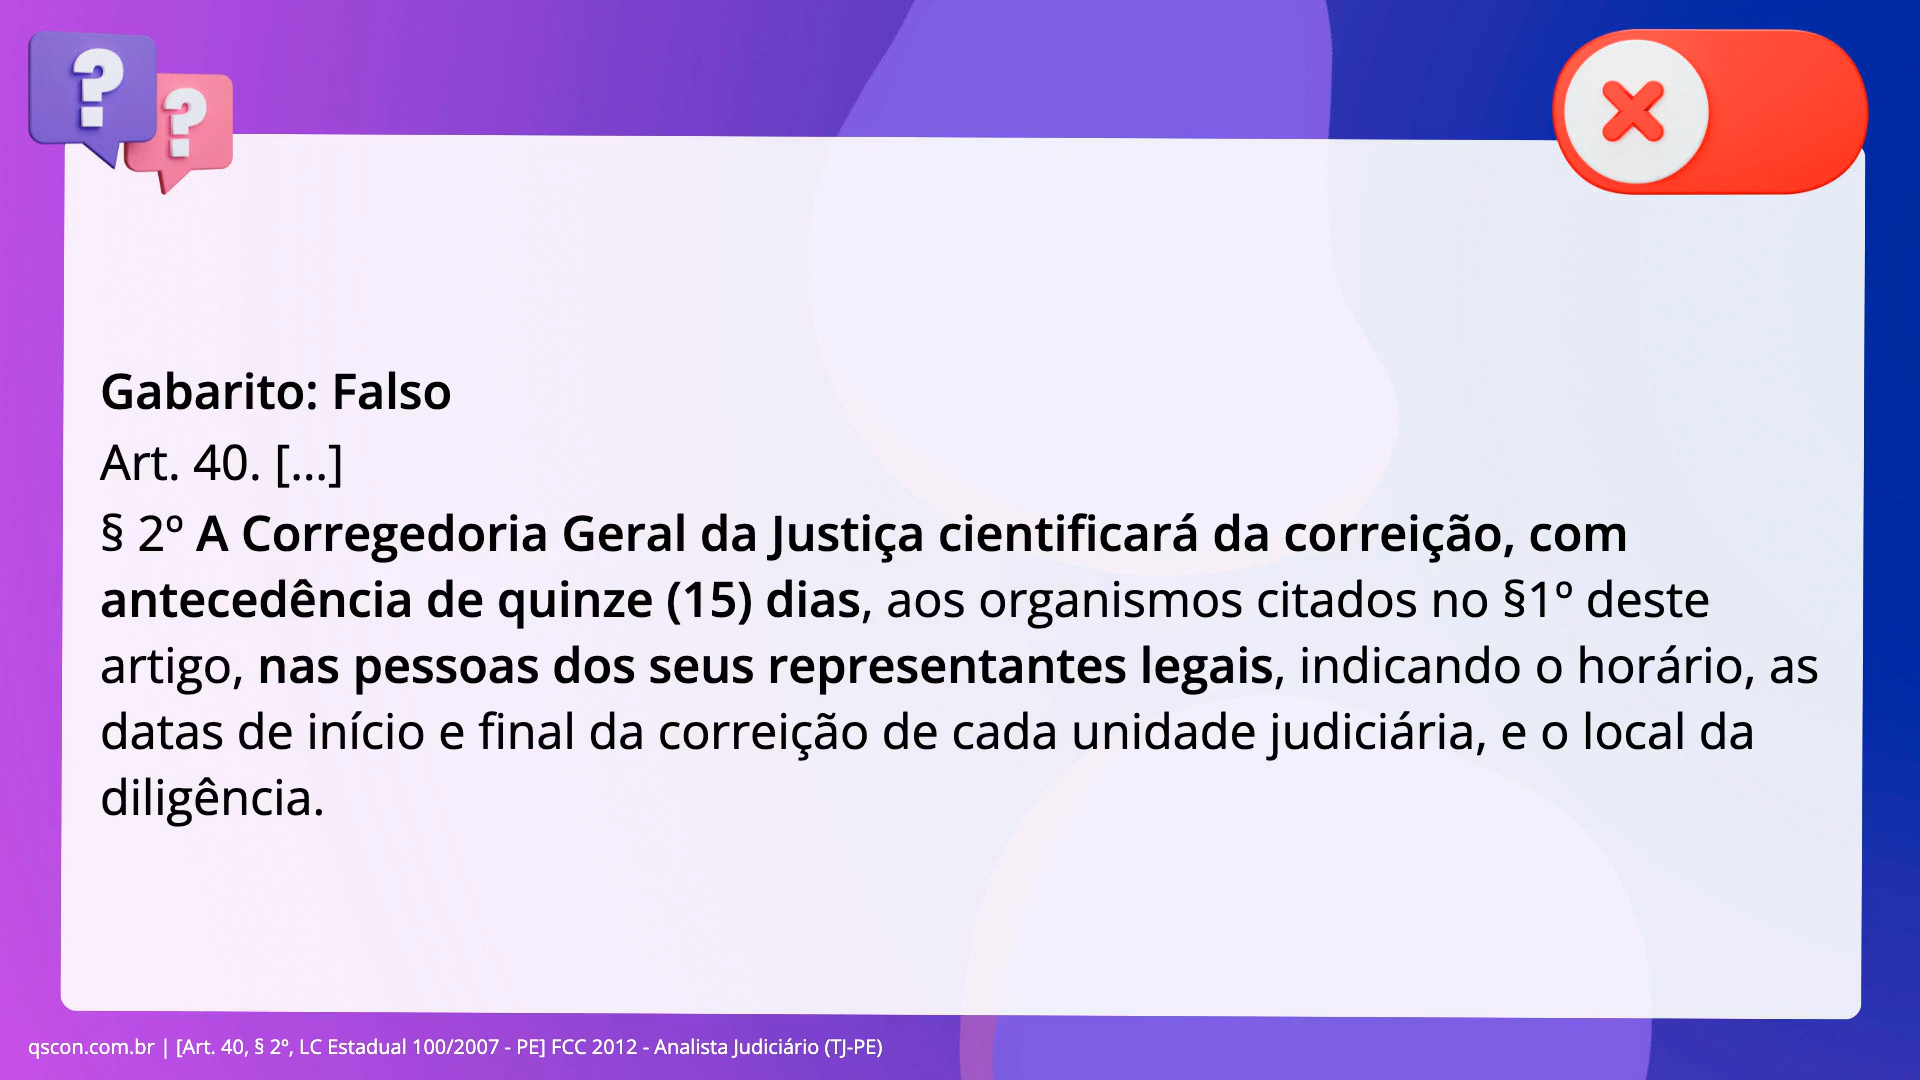 ?
?
Gabarito: Falso
Art. 40. [...]
§ 2º A Corregedoria Geral da Justiça cientificará da correição, com
antecedência de quinze (15) dias, aos organismos citados no §1º deste
artigo, nas pessoas dos seus representantes legais, indicando o horário, as
datas de início e final da correição de cada unidade judiciária, e o local da
diligência.
qscon.com.br | [Art. 40, § 2º, LC Estadual 100/2007 - PE] FCC 2012 - Analista Judiciário (TJ-PE)